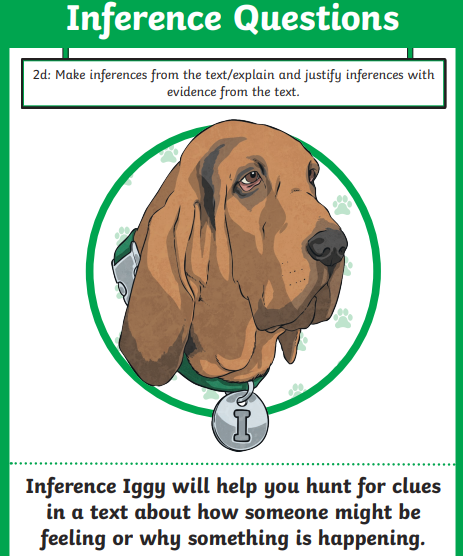 Inference Questions
2d: Make inferences from the text/explain and justify inferences with
evidence from the text.
I
Inference Iggy will help you hunt for clues
in a text about how someone might be
feeling or why something is happening.